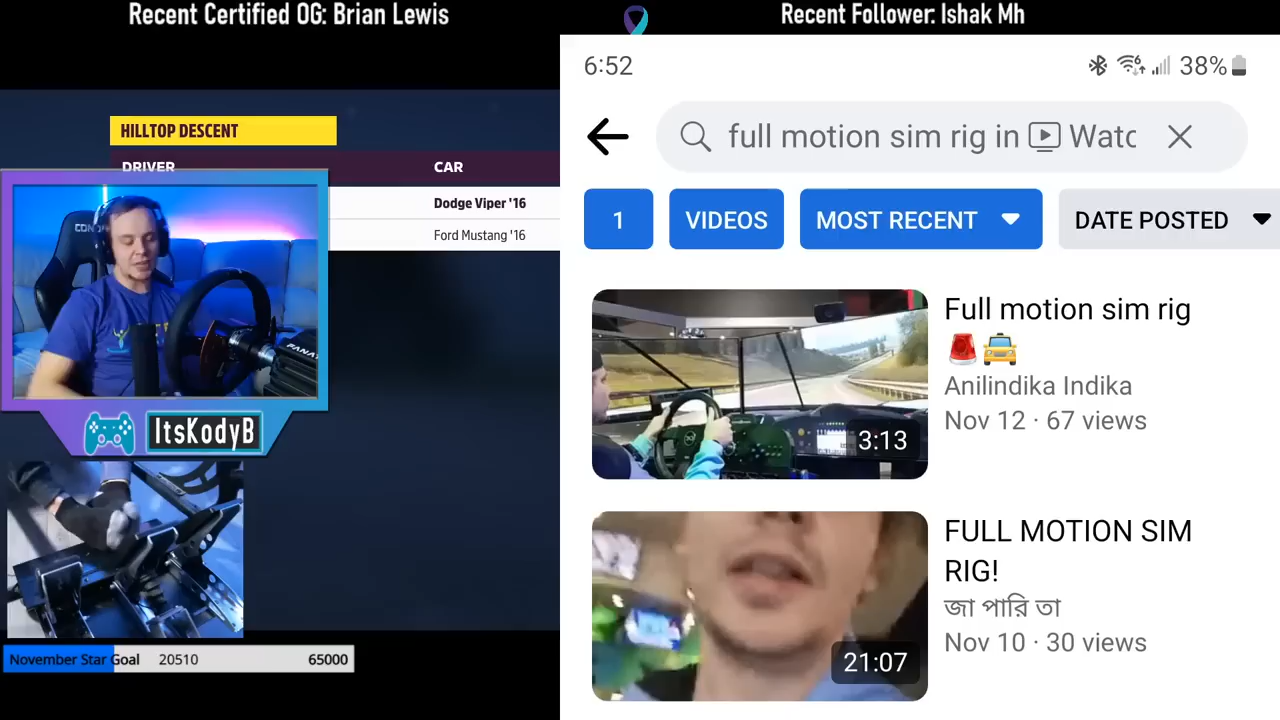 Recent Certified OG: Brian Lewis
Recent Follower: Ishak Mh
HILLTOP DESCENT
DRIVER
CAR
Dodge Viper '16
Ford Mustang '16
ItsKodyB
November Star Goal 20510 65000
6:52
38%
full motion sim rig in Watc
1
VIDEOS
MOST RECENT
DATE POSTED
3:13
Full motion sim rig
Anilindika Indika
Nov 12 · 67 views
21:07
FULL MOTION SIM
RIG!
জা পারি তা
Nov 10 · 30 views